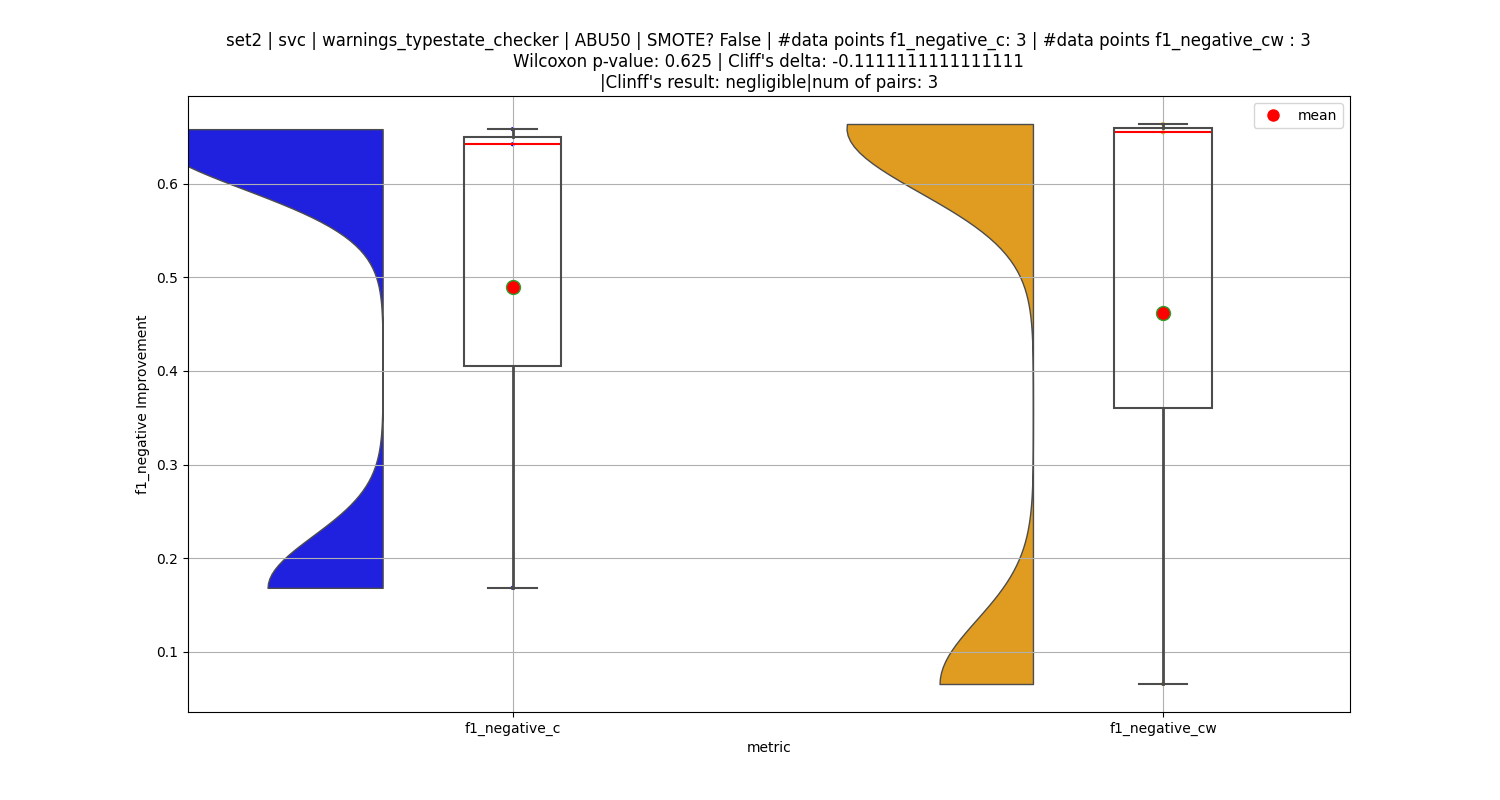 set2 | svc | warnings_typestate_checker | ABU50 | SMOTE? False | #data points f1_negative_c: 3 | #data points f1_negative_cw : 3
Wilcoxon p-value: 0.625 | Cliff's delta: -0.1111111111111111
|Clinff's result: negligible|num of pairs: 3
mean
f1_negative Improvement
0.6
0.5
0.4
0.3
0.2
0.1
f1_negative_c
f1_negative_cw
metric